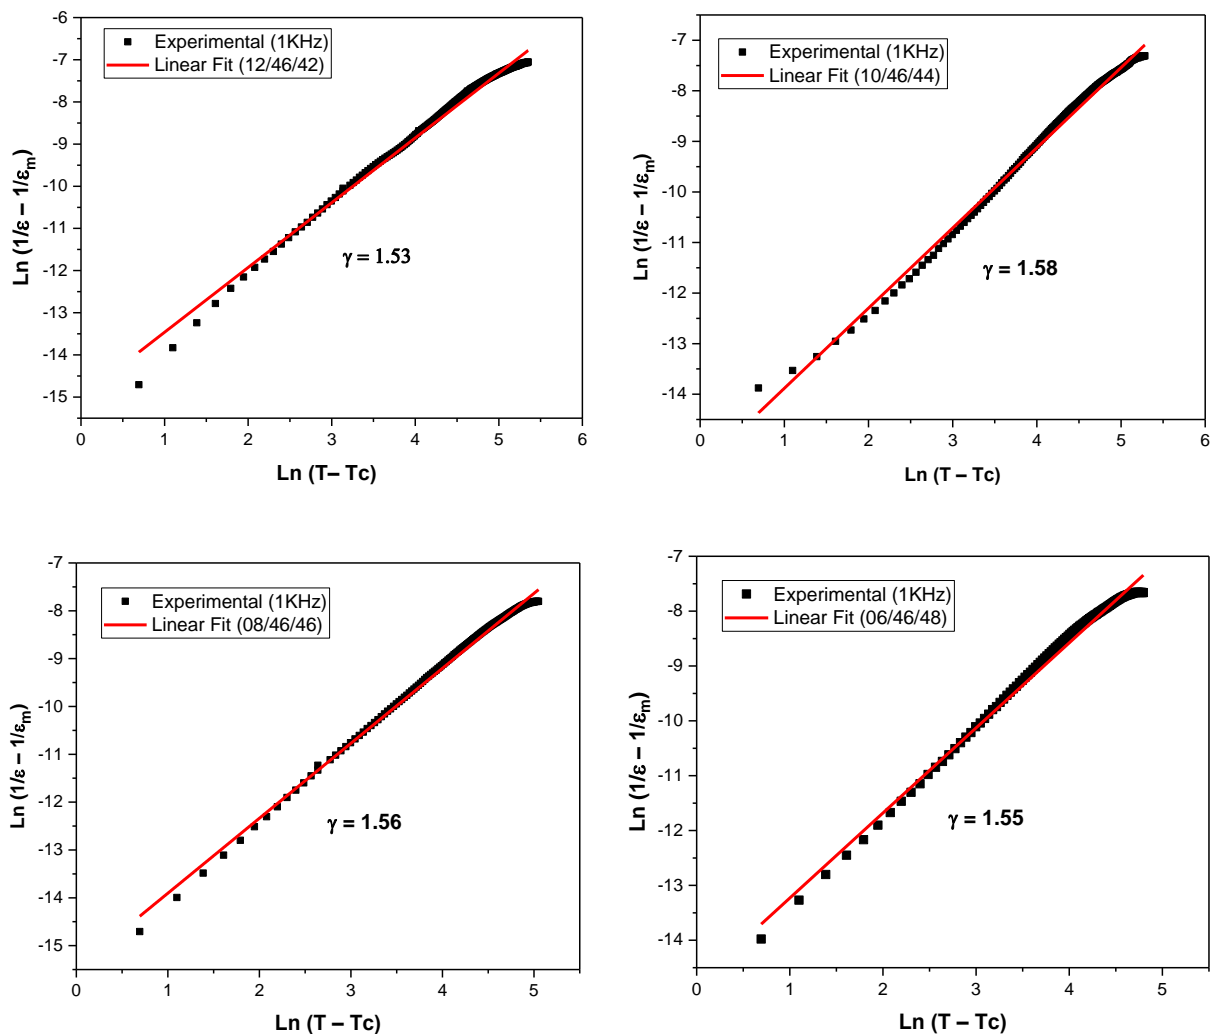 -6
-7
-8
-9
-10
-11
-12
-13
-14
-15
Ln (1/ε – 1/εm)
Experimental (1KHz)
Linear Fit (12/46/42)
γ = 1.53
0 1 2 3 4 5 6
Ln (T – Tc)
-7
-8
-9
-10
-11
-12
-13
-14
Ln (1/ε – 1/εm)
Experimental (1KHz)
Linear Fit (10/46/44)
γ = 1.58
0 1 2 3 4 5 6
Ln (T – Tc)
-7
-8
-9
-10
-11
-12
-13
-14
-15
Ln (1/ε – 1/εm)
Experimental (1KHz)
Linear Fit (08/46/46)
γ = 1.56
0 1 2 3 4 5
Ln (T – Tc)
-7
-8
-9
-10
-11
-12
-13
-14
Ln (1/ε – 1/εm)
Experimental (1KHz)
Linear Fit (06/46/48)
γ = 1.55
0 1 2 3 4 5
Ln (T – Tc)